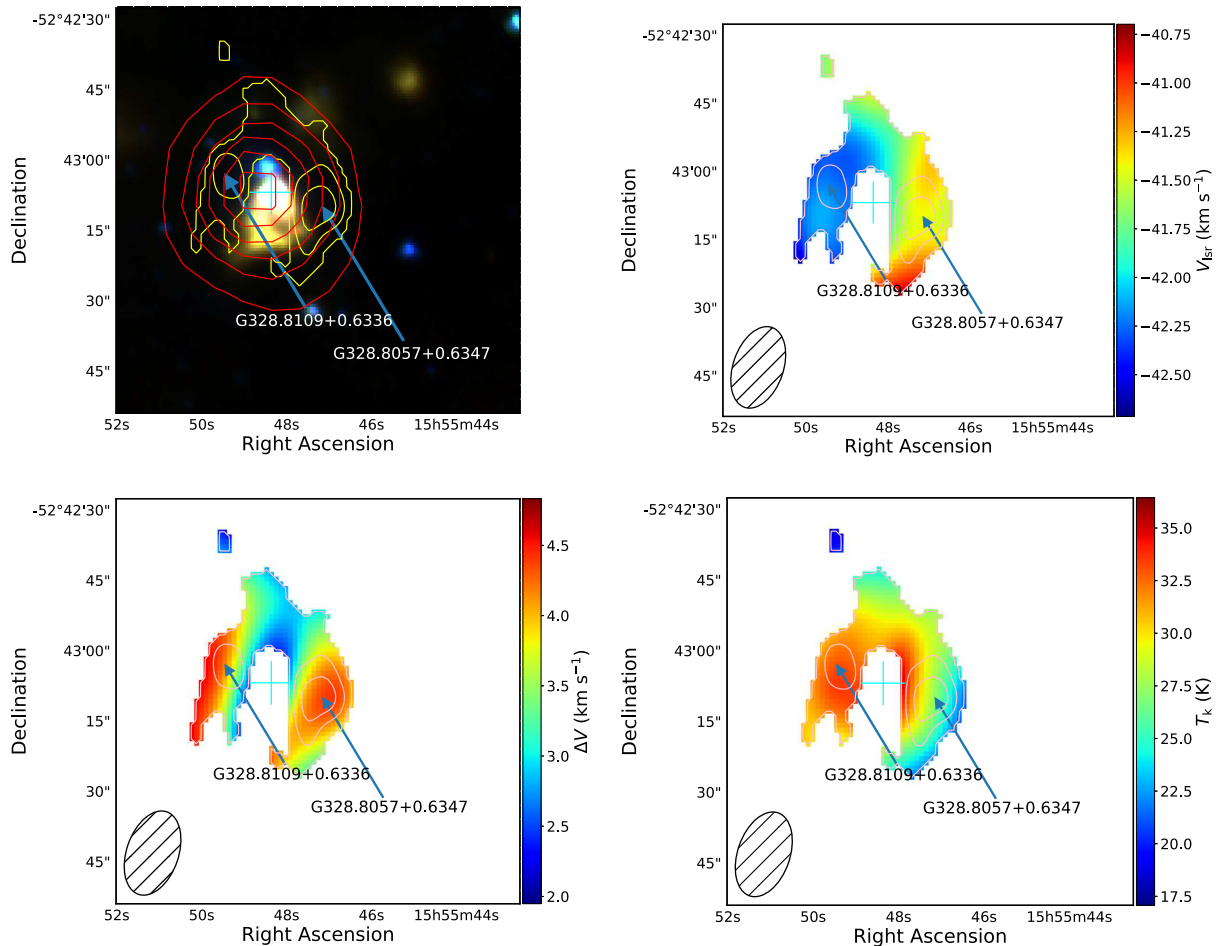 -52°42'30"
45"
43'00"
15"
30"
45"
Declination
G328.8109+0.6336
G328.8057+0.6347
52s 50s 48s 46s 15h55m44s
Right Ascension
-52°42'30"
45"
43'00"
15"
30"
45"
Declination
G328.8109+0.6336
G328.8057+0.6347
52s 50s 48s 46s 15h55m44s
Right Ascension
−40.75
−41.00
−41.25
−41.50
−41.75
−42.00
−42.25
−42.50
Vlsr (km s−1)
-52°42'30"
45"
43'00"
15"
30"
45"
Declination
G328.8109+0.6336
G328.8057+0.6347
52s 50s 48s 46s 15h55m44s
Right Ascension
4.5
4.0
3.5
3.0
2.5
2.0
ΔV (km s−1)
-52°42'30"
45"
43'00"
15"
30"
45"
Declination
G328.8109+0.6336
G328.8057+0.6347
52s 50s 48s 46s 15h55m44s
Right Ascension
35.0
32.5
30.0
27.5
25.0
22.5
20.0
17.5
Tk (K)